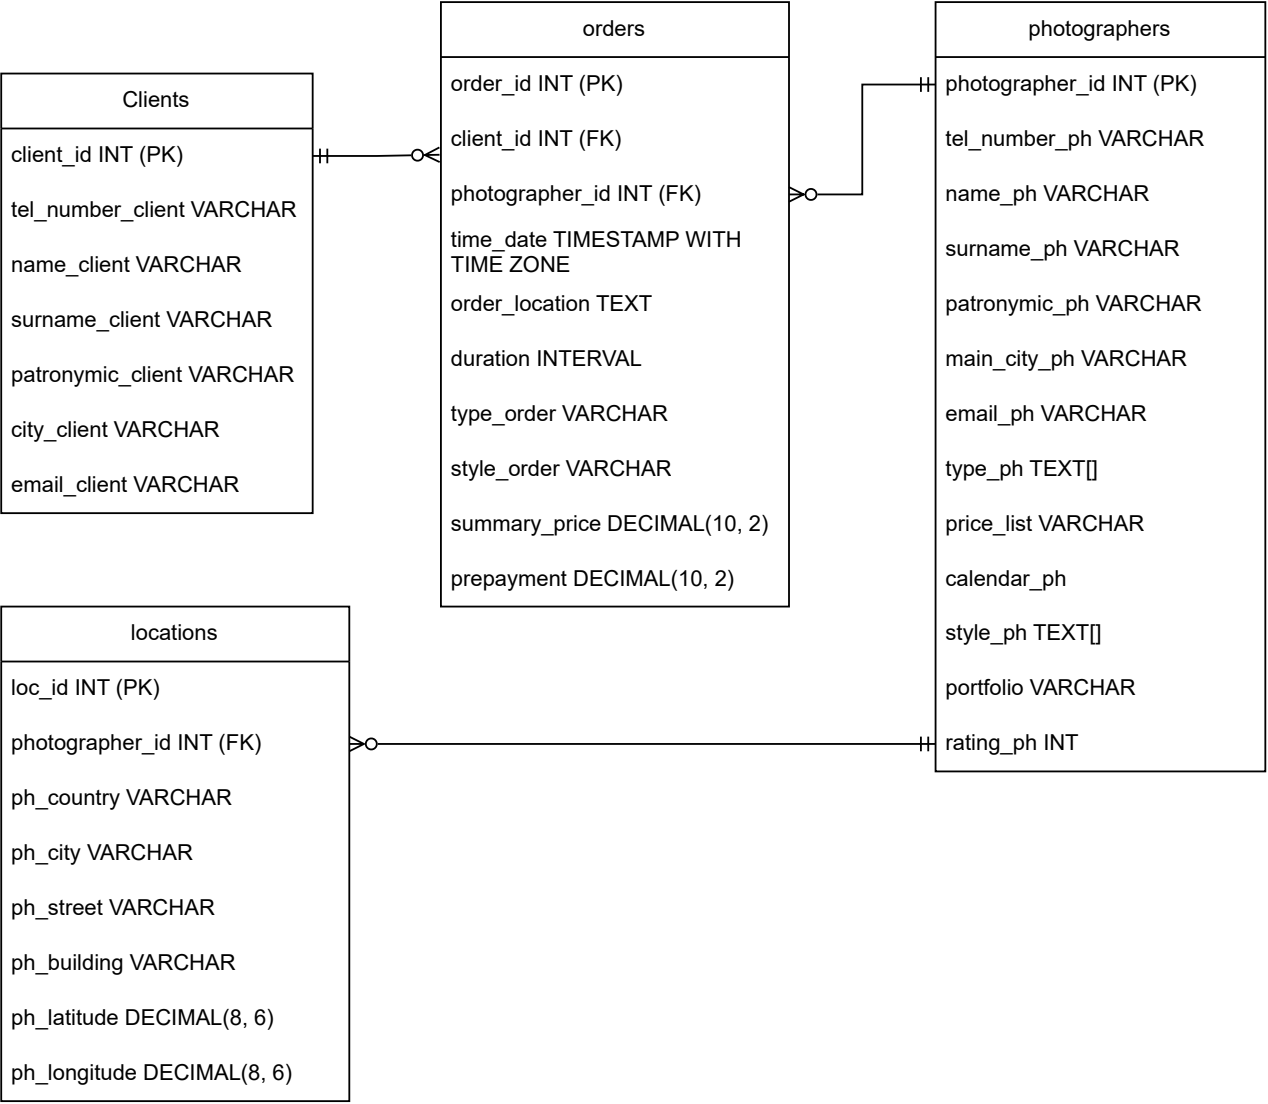 Clients
client_id INT (PK)
tel_number_client VARCHAR
name_client VARCHAR
surname_client VARCHAR
patronymic_client VARCHAR
city_client VARCHAR
email_client VARCHAR
orders
order_id INT (PK)
client_id INT (FK)
photographer_id INT (FK)
time_date TIMESTAMP WITH
TIME ZONE
order_location TEXT
duration INTERVAL
type_order VARCHAR
style_order VARCHAR
summary_price DECIMAL(10, 2)
prepayment DECIMAL(10, 2)
photographers
photographer_id INT (PK)
tel_number_ph VARCHAR
name_ph VARCHAR
surname_ph VARCHAR
patronymic_ph VARCHAR
main_city_ph VARCHAR
email_ph VARCHAR
type_ph TEXT[]
price_list VARCHAR
calendar_ph
style_ph TEXT[]
portfolio VARCHAR
rating_ph INT
locations
loc_id INT (PK)
photographer_id INT (FK)
ph_country VARCHAR
ph_city VARCHAR
ph_street VARCHAR
ph_building VARCHAR
ph_latitude DECIMAL(8, 6)
ph_longitude DECIMAL(8, 6)